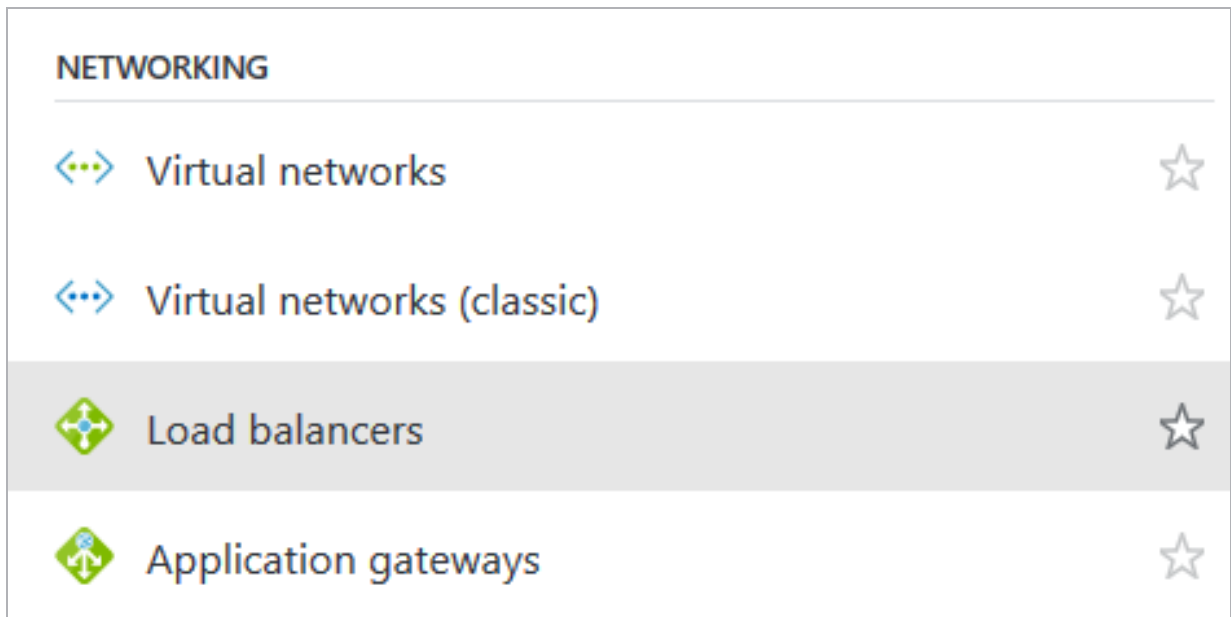 NETWORKING
Virtual networks
Virtual networks (classic)
Load balancers
Application gateways